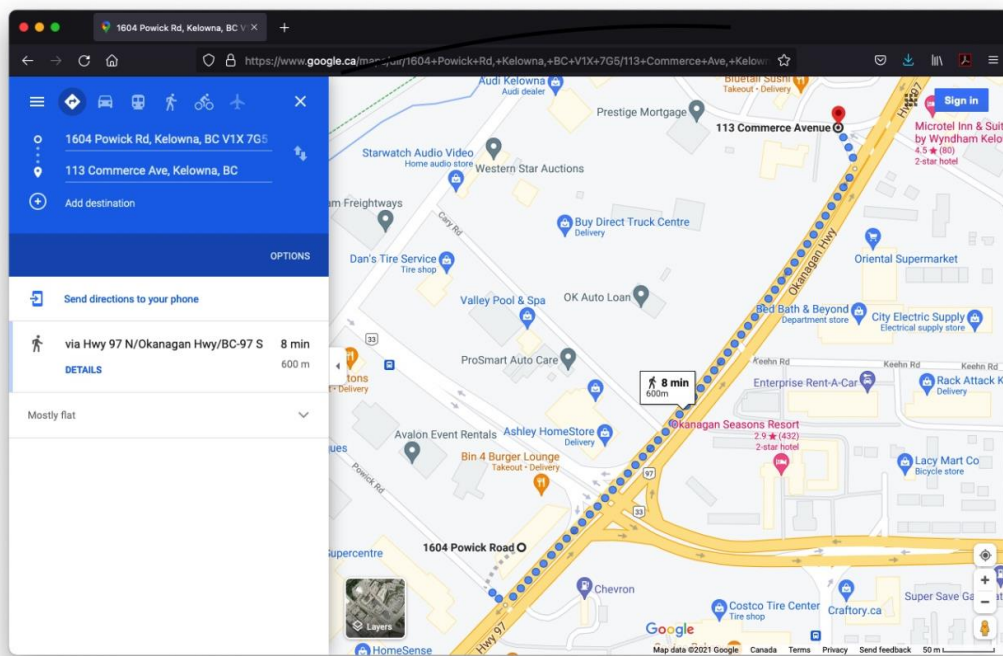 1604 Powick Rd, Kelowna, BC V
https://www.google.ca/maps/dir/1604+Powick+Rd,+Kelowna,+BC+V1X+7G5/113+Commerce+Ave,+Kelown
1604 Powick Rd, Kelowna, BC V1X 7G5
113 Commerce Ave, Kelowna, BC
Add destination
OPTIONS
Send directions to your phone
via Hwy 97 N/Okanagan Hwy/BC-97 S 8 min
600 m
DETAILS
Mostly flat
Audi Kelowna
Audi dealer
Bluetail Sushi
Takeout • Delivery
Hwy 97
Sign in
Prestige Mortgage
113 Commerce Avenue
Microtel Inn & Suit
by Wyndham Kelo
4.5 ★ (80)
2-star hotel
Starwatch Audio Video
Home audio store
Western Star Auctions
am Freightways
Cary Rd
Buy Direct Truck Centre
Delivery
Okanagan Hwy
Oriental Supermarket
Dan's Tire Service
Tire shop
Valley Pool & Spa
OK Auto Loan
Bed Bath & Beyond
Department store
City Electric Supply
Electrical supply store
33
ProSmart Auto Care
Keehn Rd
Keehn Rd
tons
• Delivery
8 min
600m
Enterprise Rent-A-Car
Rack Attack K
Delivery
Okanagan Seasons Resort
2.9 ★ (432)
2-star hotel
Avalon Event Rentals
Ashley HomeStore
Delivery
ues
Bin 4 Burger Lounge
Takeout • Delivery
Lacy Mart Co
Bicycle store
97
Powick Rd
33
1604 Powick Road
Supercentre
Chevron
Layers
Costco Tire Center
Tire shop
Craftory.ca
Super Save Ga
Google
HomeSense
Hwy 97
Map data ©2021 Google Canada Terms Privacy Send feedback 50 m